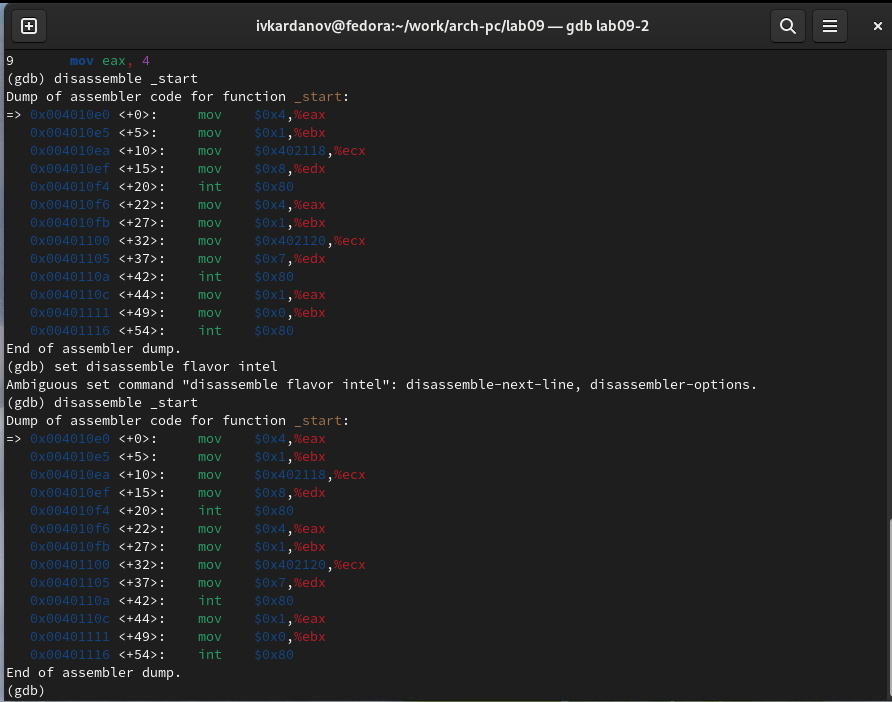 ivkardanov@fedora:~/work/arch-pc/lab09 — gdb lab09-2
9       mov eax, 4
(gdb) disassemble _start
Dump of assembler code for function _start:
=> 0x004010e0 <+0>:     mov    $0x4,%eax
   0x004010e5 <+5>:     mov    $0x1,%ebx
   0x004010ea <+10>:    mov    $0x402118,%ecx
   0x004010ef <+15>:    mov    $0x8,%edx
   0x004010f4 <+20>:    int    $0x80
   0x004010f6 <+22>:    mov    $0x4,%eax
   0x004010fb <+27>:    mov    $0x1,%ebx
   0x00401100 <+32>:    mov    $0x402120,%ecx
   0x00401105 <+37>:    mov    $0x7,%edx
   0x0040110a <+42>:    int    $0x80
   0x0040110c <+44>:    mov    $0x1,%eax
   0x00401111 <+49>:    mov    $0x0,%ebx
   0x00401116 <+54>:    int    $0x80
End of assembler dump.
(gdb) set disassemble flavor intel
Ambiguous set command "disassemble flavor intel": disassemble-next-line, disassembler-options.
(gdb) disassemble _start
Dump of assembler code for function _start:
=> 0x004010e0 <+0>:     mov    $0x4,%eax
   0x004010e5 <+5>:     mov    $0x1,%ebx
   0x004010ea <+10>:    mov    $0x402118,%ecx
   0x004010ef <+15>:    mov    $0x8,%edx
   0x004010f4 <+20>:    int    $0x80
   0x004010f6 <+22>:    mov    $0x4,%eax
   0x004010fb <+27>:    mov    $0x1,%ebx
   0x00401100 <+32>:    mov    $0x402120,%ecx
   0x00401105 <+37>:    mov    $0x7,%edx
   0x0040110a <+42>:    int    $0x80
   0x0040110c <+44>:    mov    $0x1,%eax
   0x00401111 <+49>:    mov    $0x0,%ebx
   0x00401116 <+54>:    int    $0x80
End of assembler dump.
(gdb)